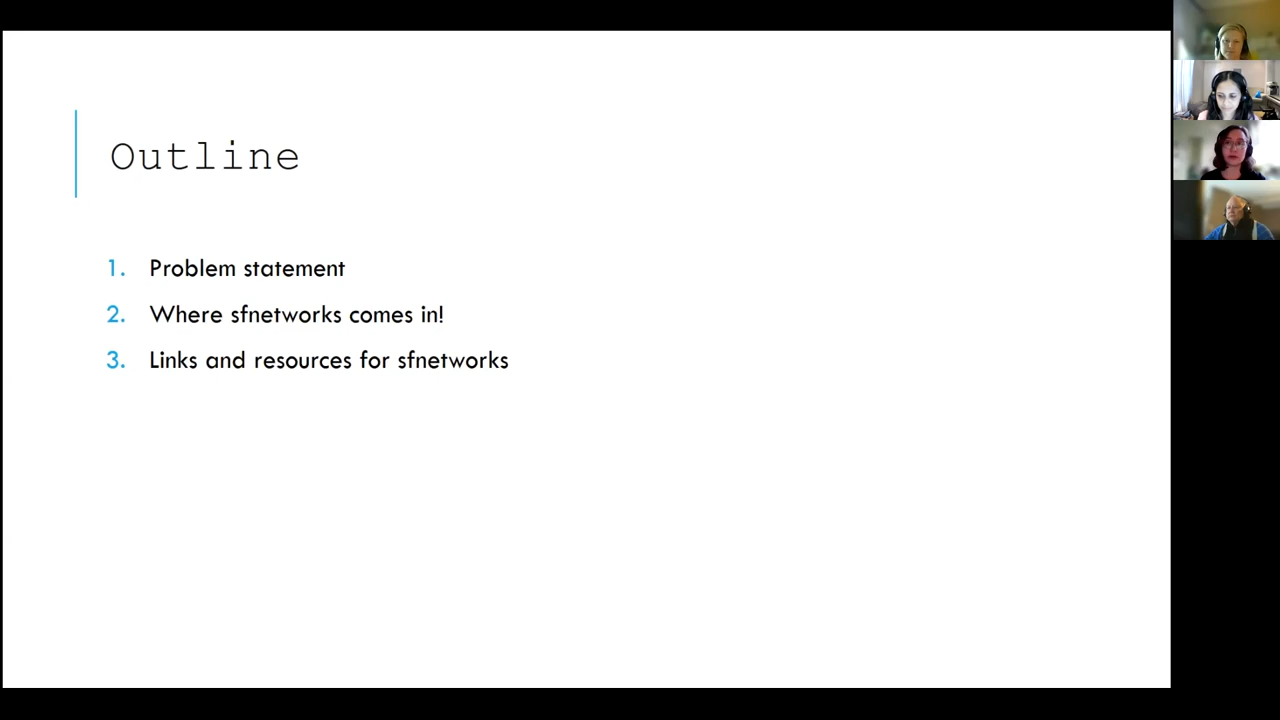 Outline
1. Problem statement
2. Where sfnetworks comes in!
3. Links and resources for sfnetworks